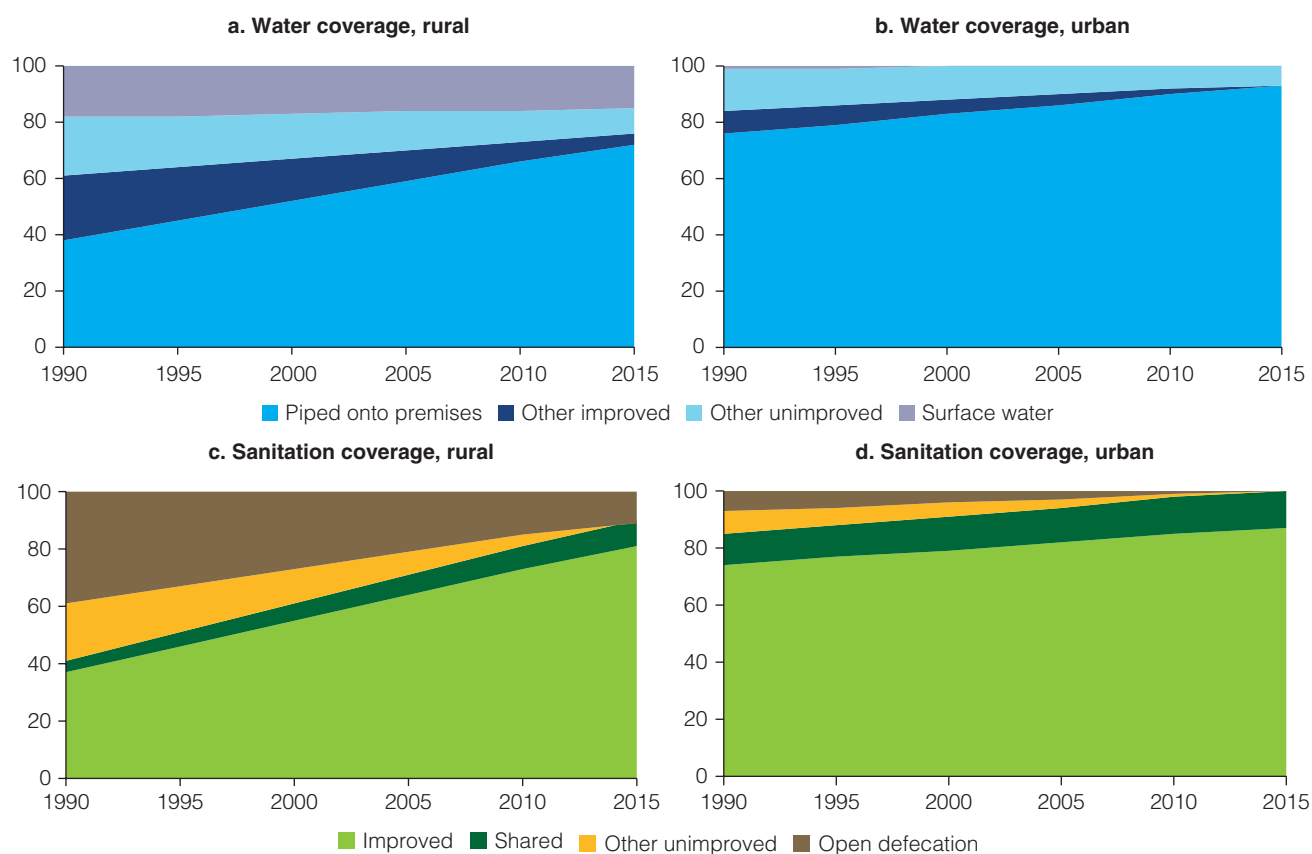 a. Water coverage, rural
100
80
60
40
20
0
1990 1995 2000 2005 2010 2015
b. Water coverage, urban
100
80
60
40
20
0
1990 1995 2000 2005 2010 2015
Piped onto premises Other improved Other unimproved Surface water
c. Sanitation coverage, rural
100
80
60
40
20
0
1990 1995 2000 2005 2010 2015
d. Sanitation coverage, urban
100
80
60
40
20
0
1990 1995 2000 2005 2010 2015
Improved Shared Other unimproved Open defecation